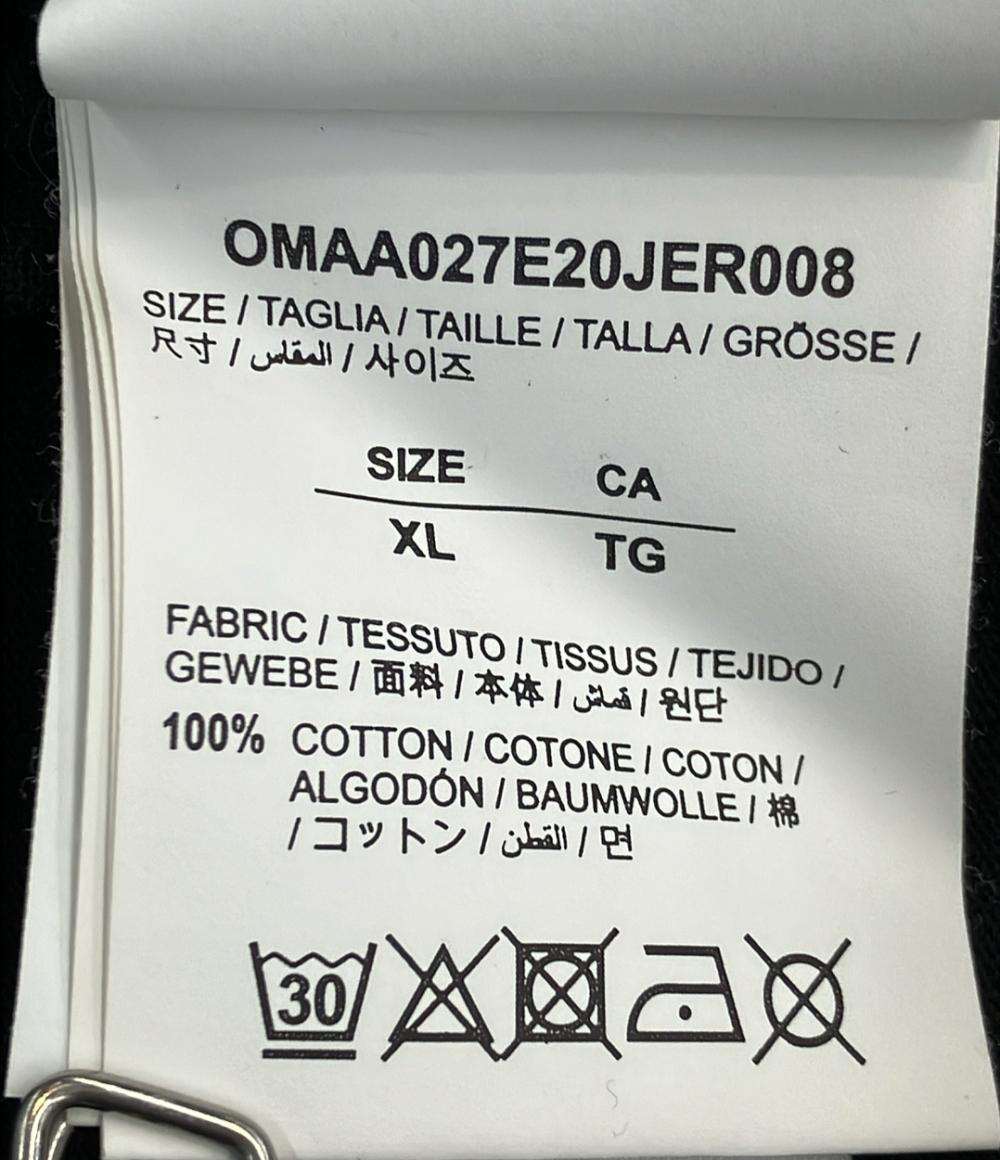 OMAA027E20JER008
SIZE / TAGLIA / TAILLE / TALLA / GRÖSSE /
尺寸 / المقاس / 사이즈
SIZE CA
XL TG
FABRIC / TESSUTO / TISSUS / TEJIDO /
GEWEBE / 面料 / 本体 / قماش / 원단
100% COTTON / COTONE / COTON /
ALGODÓN / BAUMWOLLE / 棉
/ コットン / القطن / 면
30